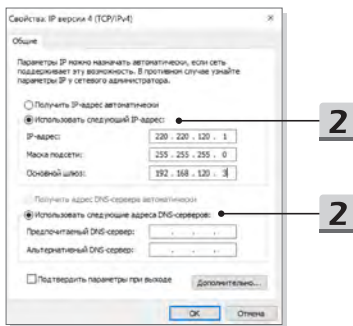 Свойства: IP версии 4 (TCP/IPv4)
Общие
Параметры IP можно назначать автоматически, если сеть
поддерживает эту возможность. В противном случае узнайте
параметры IP у сетевого администратора.
Получить IP-адрес автоматически
Использовать следующий IP-адрес:
2
IP-адрес: 220 . 220 . 120 . 1
Маска подсети: 255 . 255 . 255 . 0
Основной шлюз: 192 . 168 . 120 . 3
Получить адрес DNS-сервера автоматически
Использовать следующие адреса DNS-серверов:
2
Предпочитаемый DNS-сервер: . . .
Альтернативный DNS-сервер: . . .
Подтвердить параметры при выходе
Дополнительно...
OK Отмена